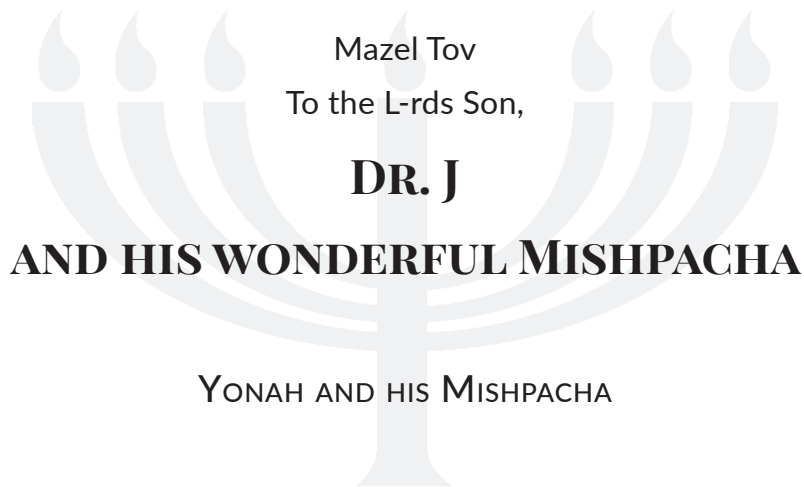 Mazel Tov
To the L-rds Son,
Dr. J
and his wonderful Mishpacha
Yonah and his Mishpacha